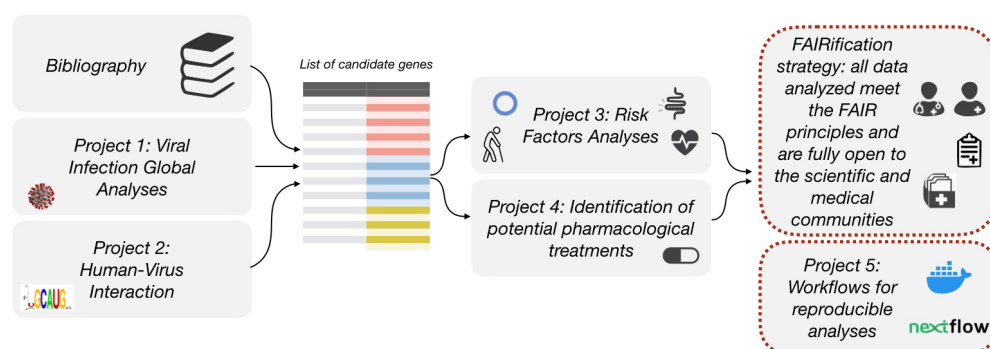 Bibliography
Project 1: Viral
Infection Global
Analyses
Project 2:
Human-Virus
Interaction
GCAUG
List of candidate genes
Project 3: Risk
Factors Analyses
Project 4: Identification of
potential pharmacological
treatments
FAIRification
strategy: all data
analyzed meet
the FAIR
principles and
are fully open to
the scientific and
medical
communities
Project 5:
Workflows for
reproducible
analyses
nextflow